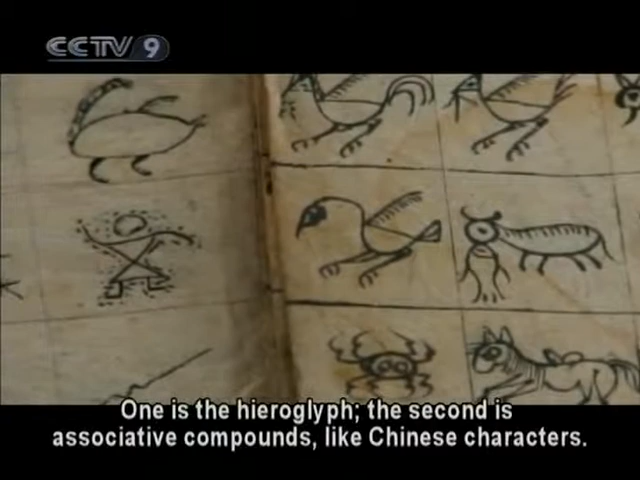 CCTV 9
One is the hieroglyph; the second is
associative compounds, like Chinese characters.